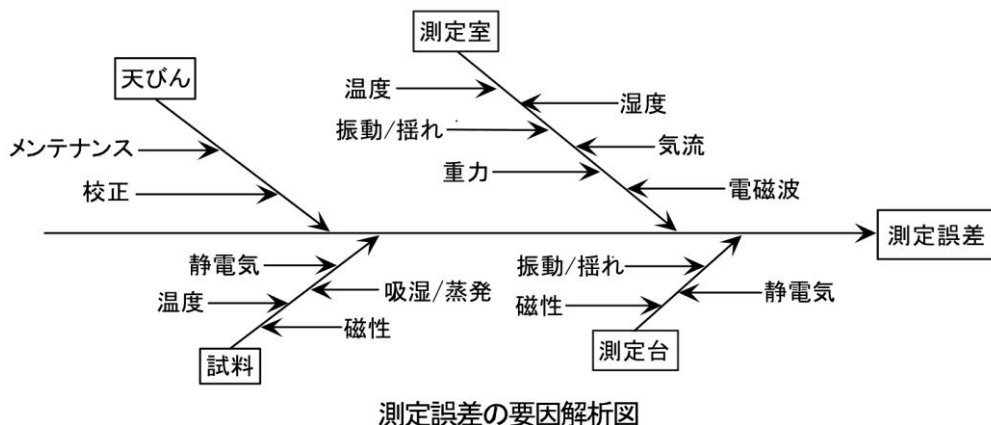 測定室
天びん
温度
湿度
振動/揺れ
メンテナンス
気流
重力
校正
電磁波
測定誤差
静電気
振動/揺れ
温度
吸湿/蒸発
静電気
磁性
磁性
試料
測定台
測定誤差の要因解析図